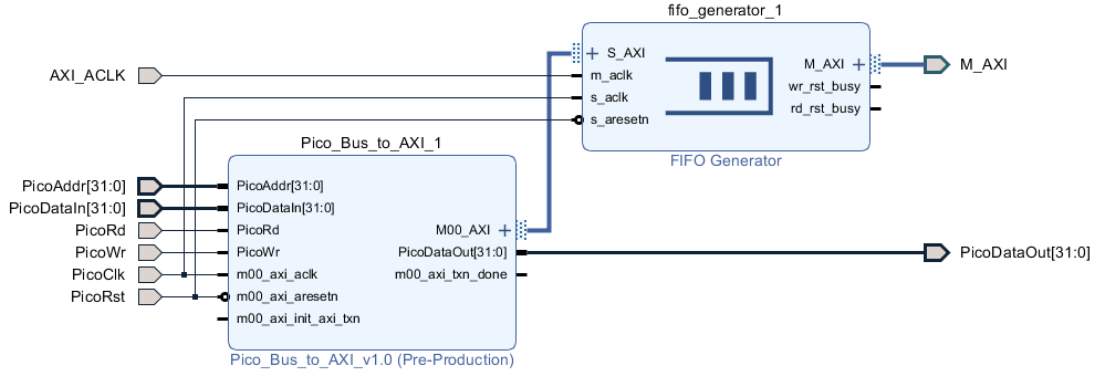 fifo_generator_1
S_AXI
AXI_ACLK
m_aclk
M_AXI
M_AXI
s_aclk
wr_rst_busy
s_aresetn
rd_rst_busy
FIFO Generator
Pico_Bus_to_AXI_1
PicoAddr[31:0]
PicoAddr[31:0]
PicoDataIn[31:0]
PicoDataIn[31:0]
PicoRd
PicoRd
M00_AXI
PicoWr
PicoWr
PicoDataOut[31:0]
PicoDataOut[31:0]
PicoClk
m00_axi_aclk
m00_axi_txn_done
PicoRst
m00_axi_aresetn
m00_axi_init_axi_txn
Pico_Bus_to_AXI_v1.0 (Pre-Production)